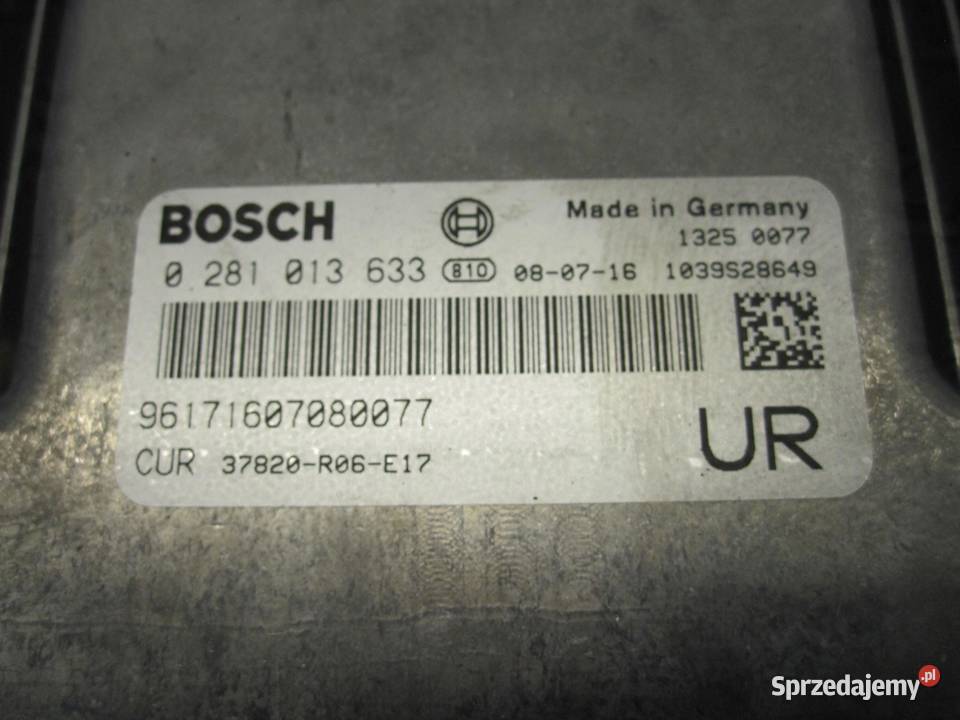 BOSCH Made in Germany
1325 0077
0 281 013 633 810 08-07-16 1039S28649
96171607080077
CUR 37820-R06-E17
UR
Sprzedajemy.pl